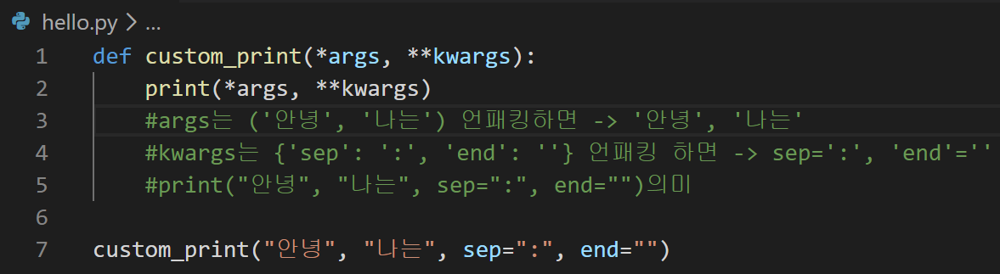 hello.py > ...
1 def custom_print(*args, **kwargs):
2 print(*args, **kwargs)
3 #args는 ('안녕', '나는') 언패킹하면 -> '안녕', '나는'
4 #kwargs는 {'sep': ':', 'end': ''} 언패킹 하면 -> sep=':', 'end'=''
5 #print("안녕", "나는", sep=":", end="")의미
6
7 custom_print("안녕", "나는", sep=":", end="")